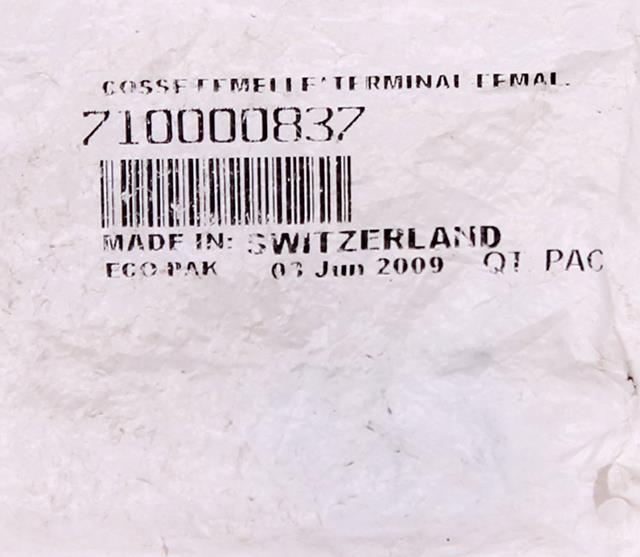 COSSE FEMELLE*TERMINAL FEMAL.
710000837
MADE IN: SWITZERLAND
ECO-PAK 03 Jun 2009 QT PAC